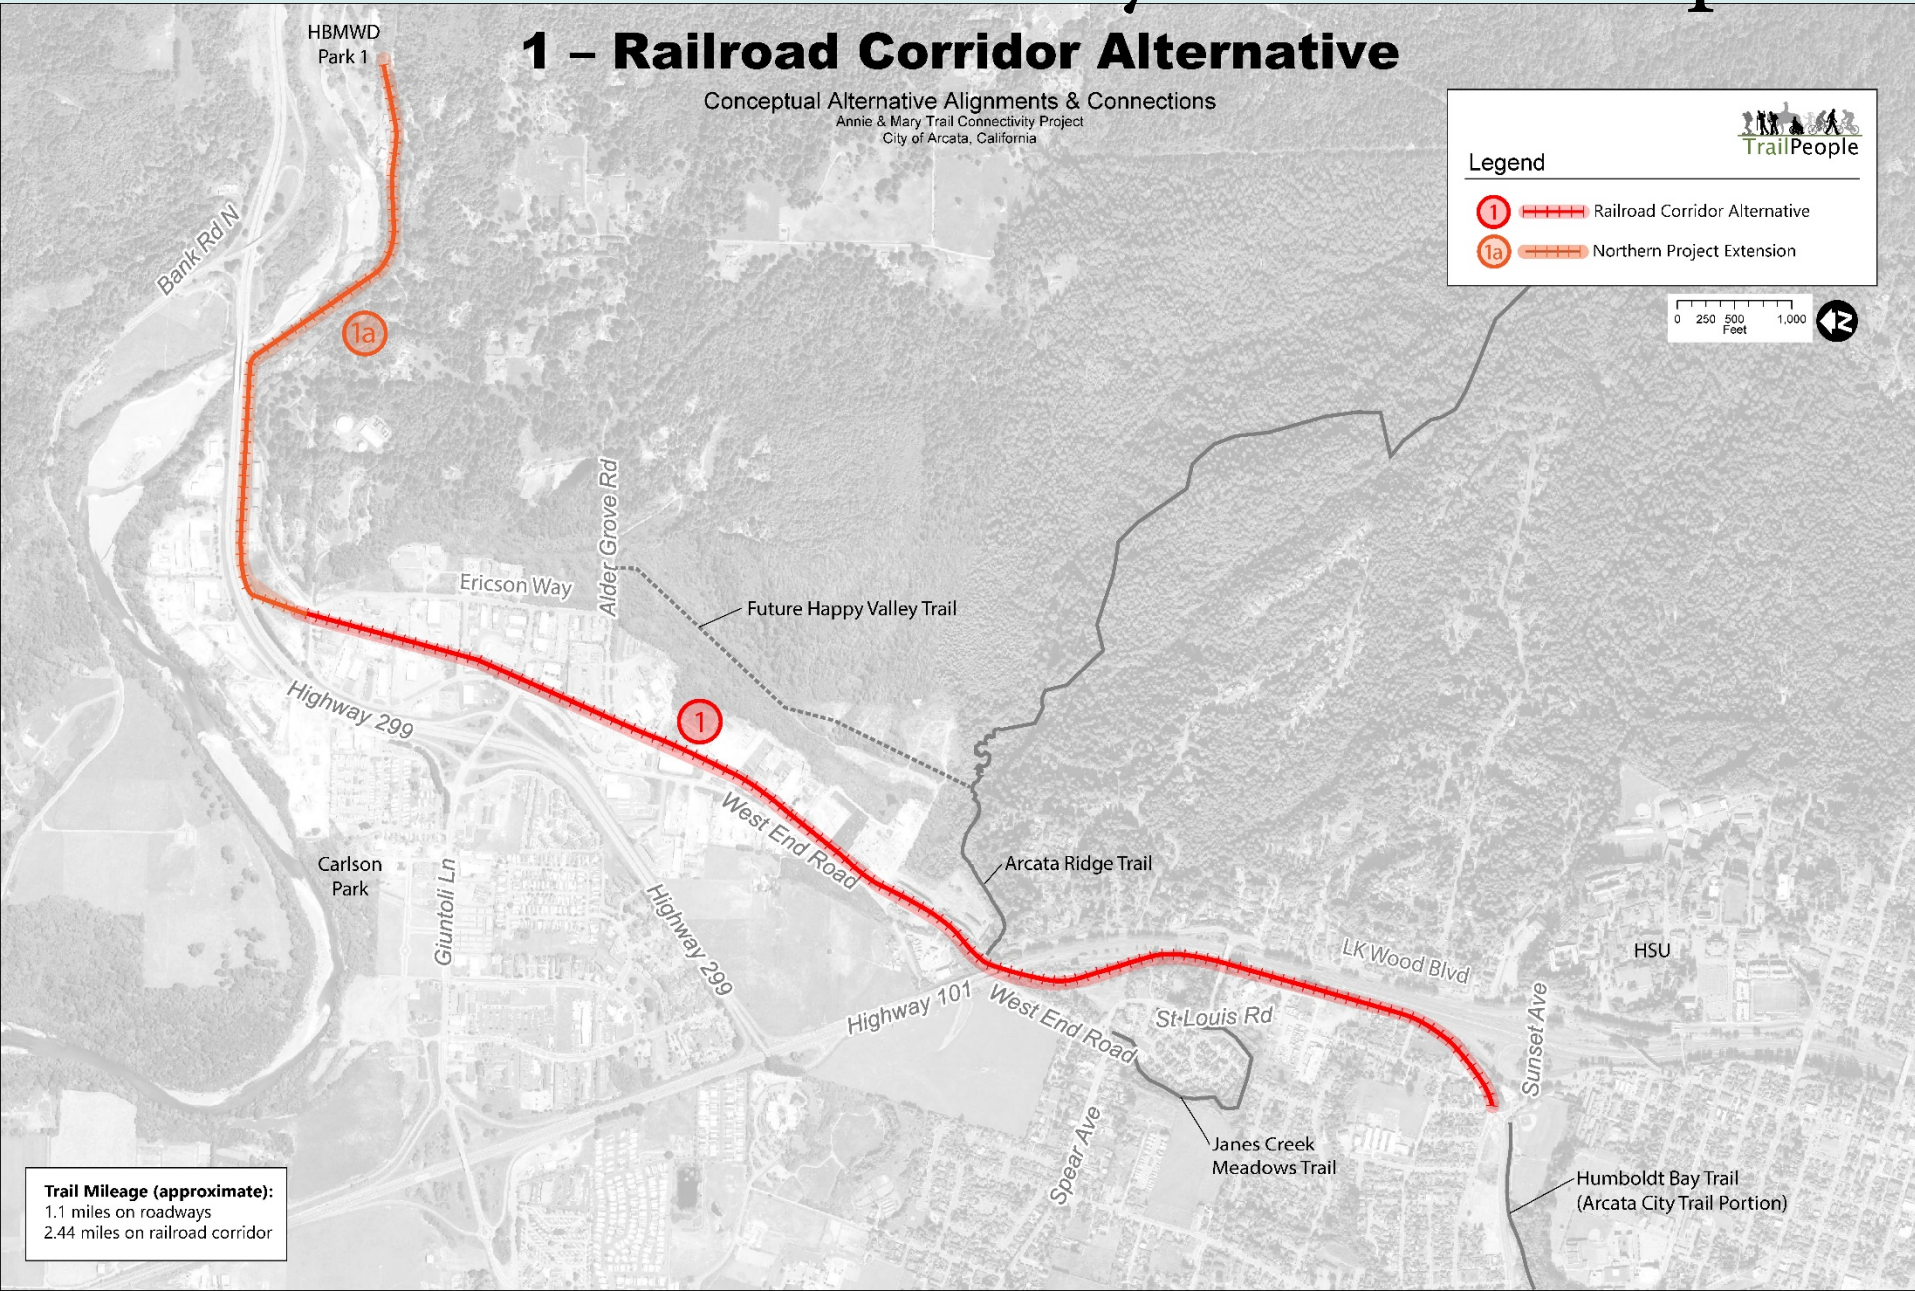 1 – Railroad Corridor Alternative
Conceptual Alternative Alignments & Connections
Annie & Mary Trail Connectivity Project
City of Arcata, California
HBMWD
Park 1
TrailPeople
Legend
1 Railroad Corridor Alternative
1a Northern Project Extension
0 250 500 1,000
Feet
N
Bank Rd N
1a
Alder Grove Rd
Ericson Way
Future Happy Valley Trail
Highway 299
1
West End Road
Carlson
Park
Giuntoli Ln
Highway 299
Arcata Ridge Trail
LK Wood Blvd
HSU
Highway 101
West End Road
St Louis Rd
Sunset Ave
Spear Ave
Janes Creek
Meadows Trail
Humboldt Bay Trail
(Arcata City Trail Portion)
Trail Mileage (approximate):
1.1 miles on roadways
2.44 miles on railroad corridor